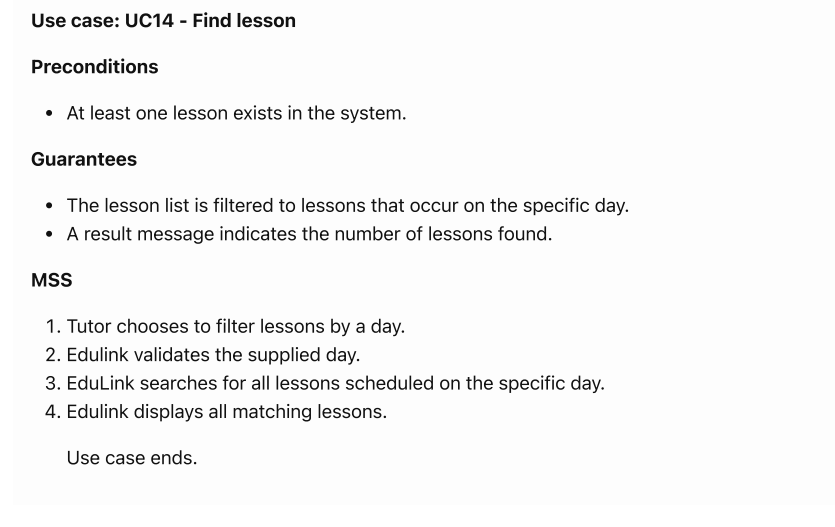 Use case: UC14 - Find lesson
Preconditions
• At least one lesson exists in the system.
Guarantees
• The lesson list is filtered to lessons that occur on the specific day.
• A result message indicates the number of lessons found.
MSS
1. Tutor chooses to filter lessons by a day.
2. Edulink validates the supplied day.
3. EduLink searches for all lessons scheduled on the specific day.
4. Edulink displays all matching lessons.
Use case ends.